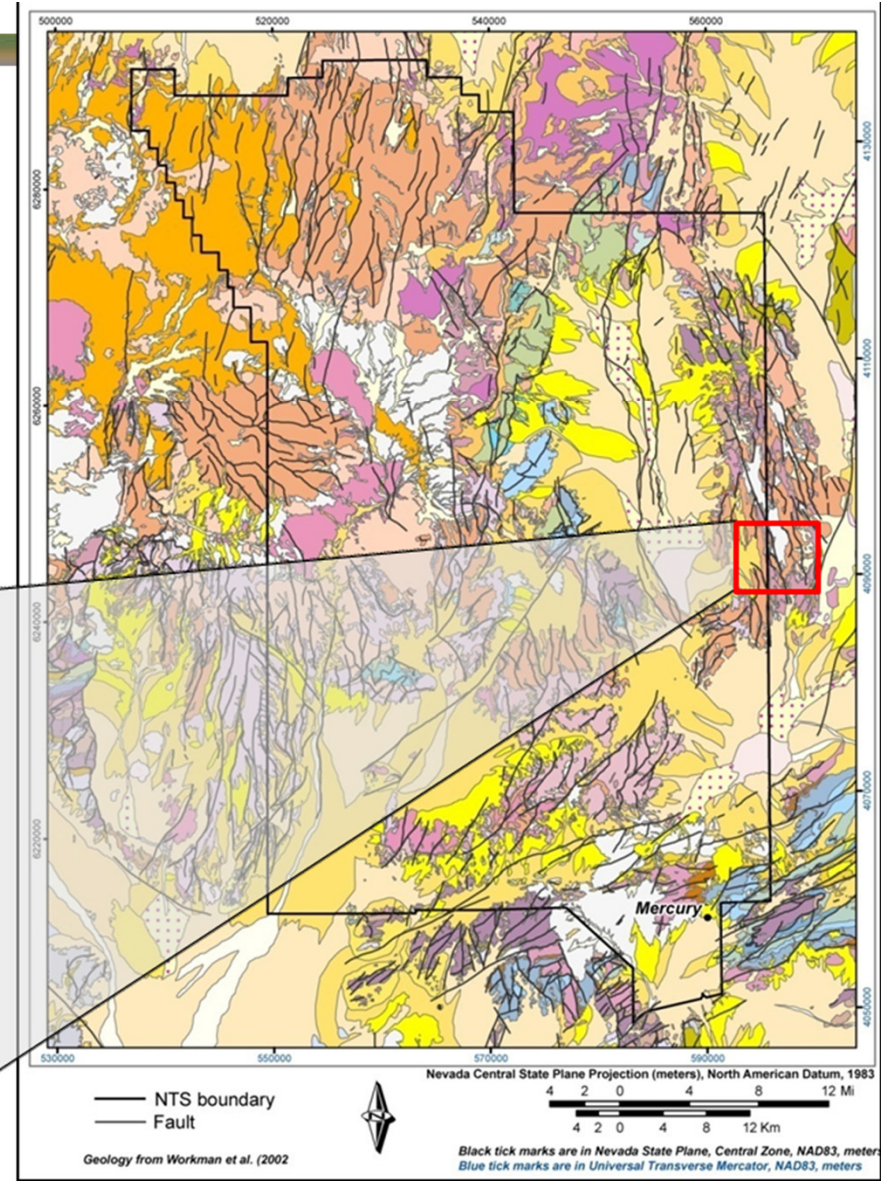 500000 520000 540000 560000
4130000
6280000
4110000
6260000
4090000
6240000
4070000
6220000
Mercury
4050000
530000 550000 570000 590000
Nevada Central State Plane Projection (meters), North American Datum, 1983
4 2 0 4 8 12 Mi
NTS boundary
4 2 0 4 8 12 Km
Fault
Geology from Workman et al. (2002
Black tick marks are in Nevada State Plane, Central Zone, NAD83, meters
Blue tick marks are in Universal Transverse Mercator, NAD83, meters